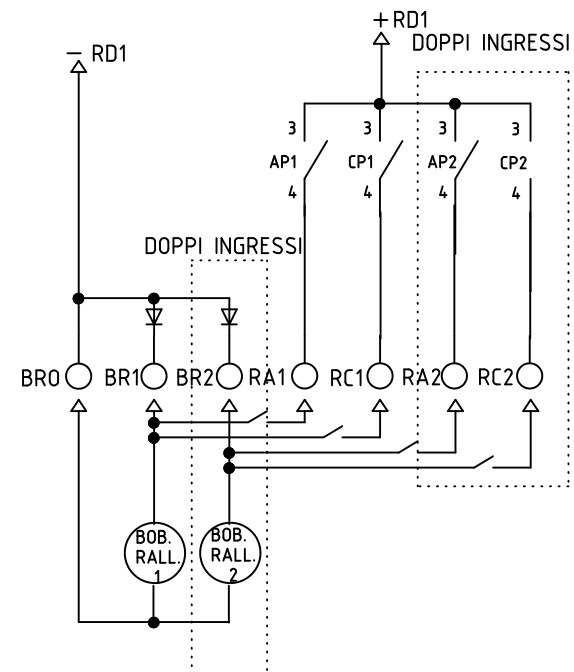 +RD1
DOPPI INGRESSI
− RD1
3 3 3 3
AP1 CP1 AP2 CP2
4 4 4 4
DOPPI INGRESSI
BR0 BR1 BR2 RA1 RC1 RA2 RC2
BOB. BOB.
RALL. RALL.
1 2